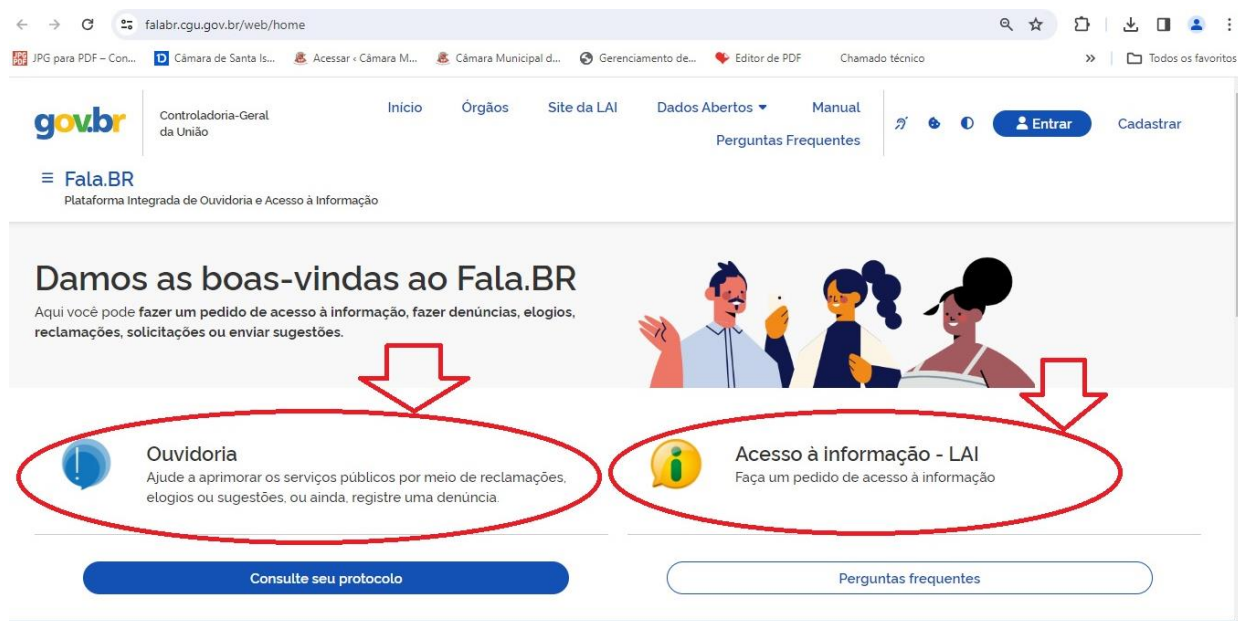 falabr.cgu.gov.br/web/home
JPG para PDF – Con...
Câmara de Santa Is...
Acessar ‹ Câmara M...
Câmara Municipal d...
Gerenciamento de...
Editor de PDF
Chamado técnico
»
Todos os favoritos
gov.br
Controladoria-Geral
da União
Início
Órgãos
Site da LAI
Dados Abertos
Manual
Perguntas Frequentes
Entrar
Cadastrar
Fala.BR
Plataforma Integrada de Ouvidoria e Acesso à Informação
Damos as boas-vindas ao Fala.BR
Aqui você pode fazer um pedido de acesso à informação, fazer denúncias, elogios,
reclamações, solicitações ou enviar sugestões.
Ouvidoria
Ajude a aprimorar os serviços públicos por meio de reclamações,
elogios ou sugestões, ou ainda, registre uma denúncia.
Acesso à informação - LAI
Faça um pedido de acesso à informação
Consulte seu protocolo
Perguntas frequentes